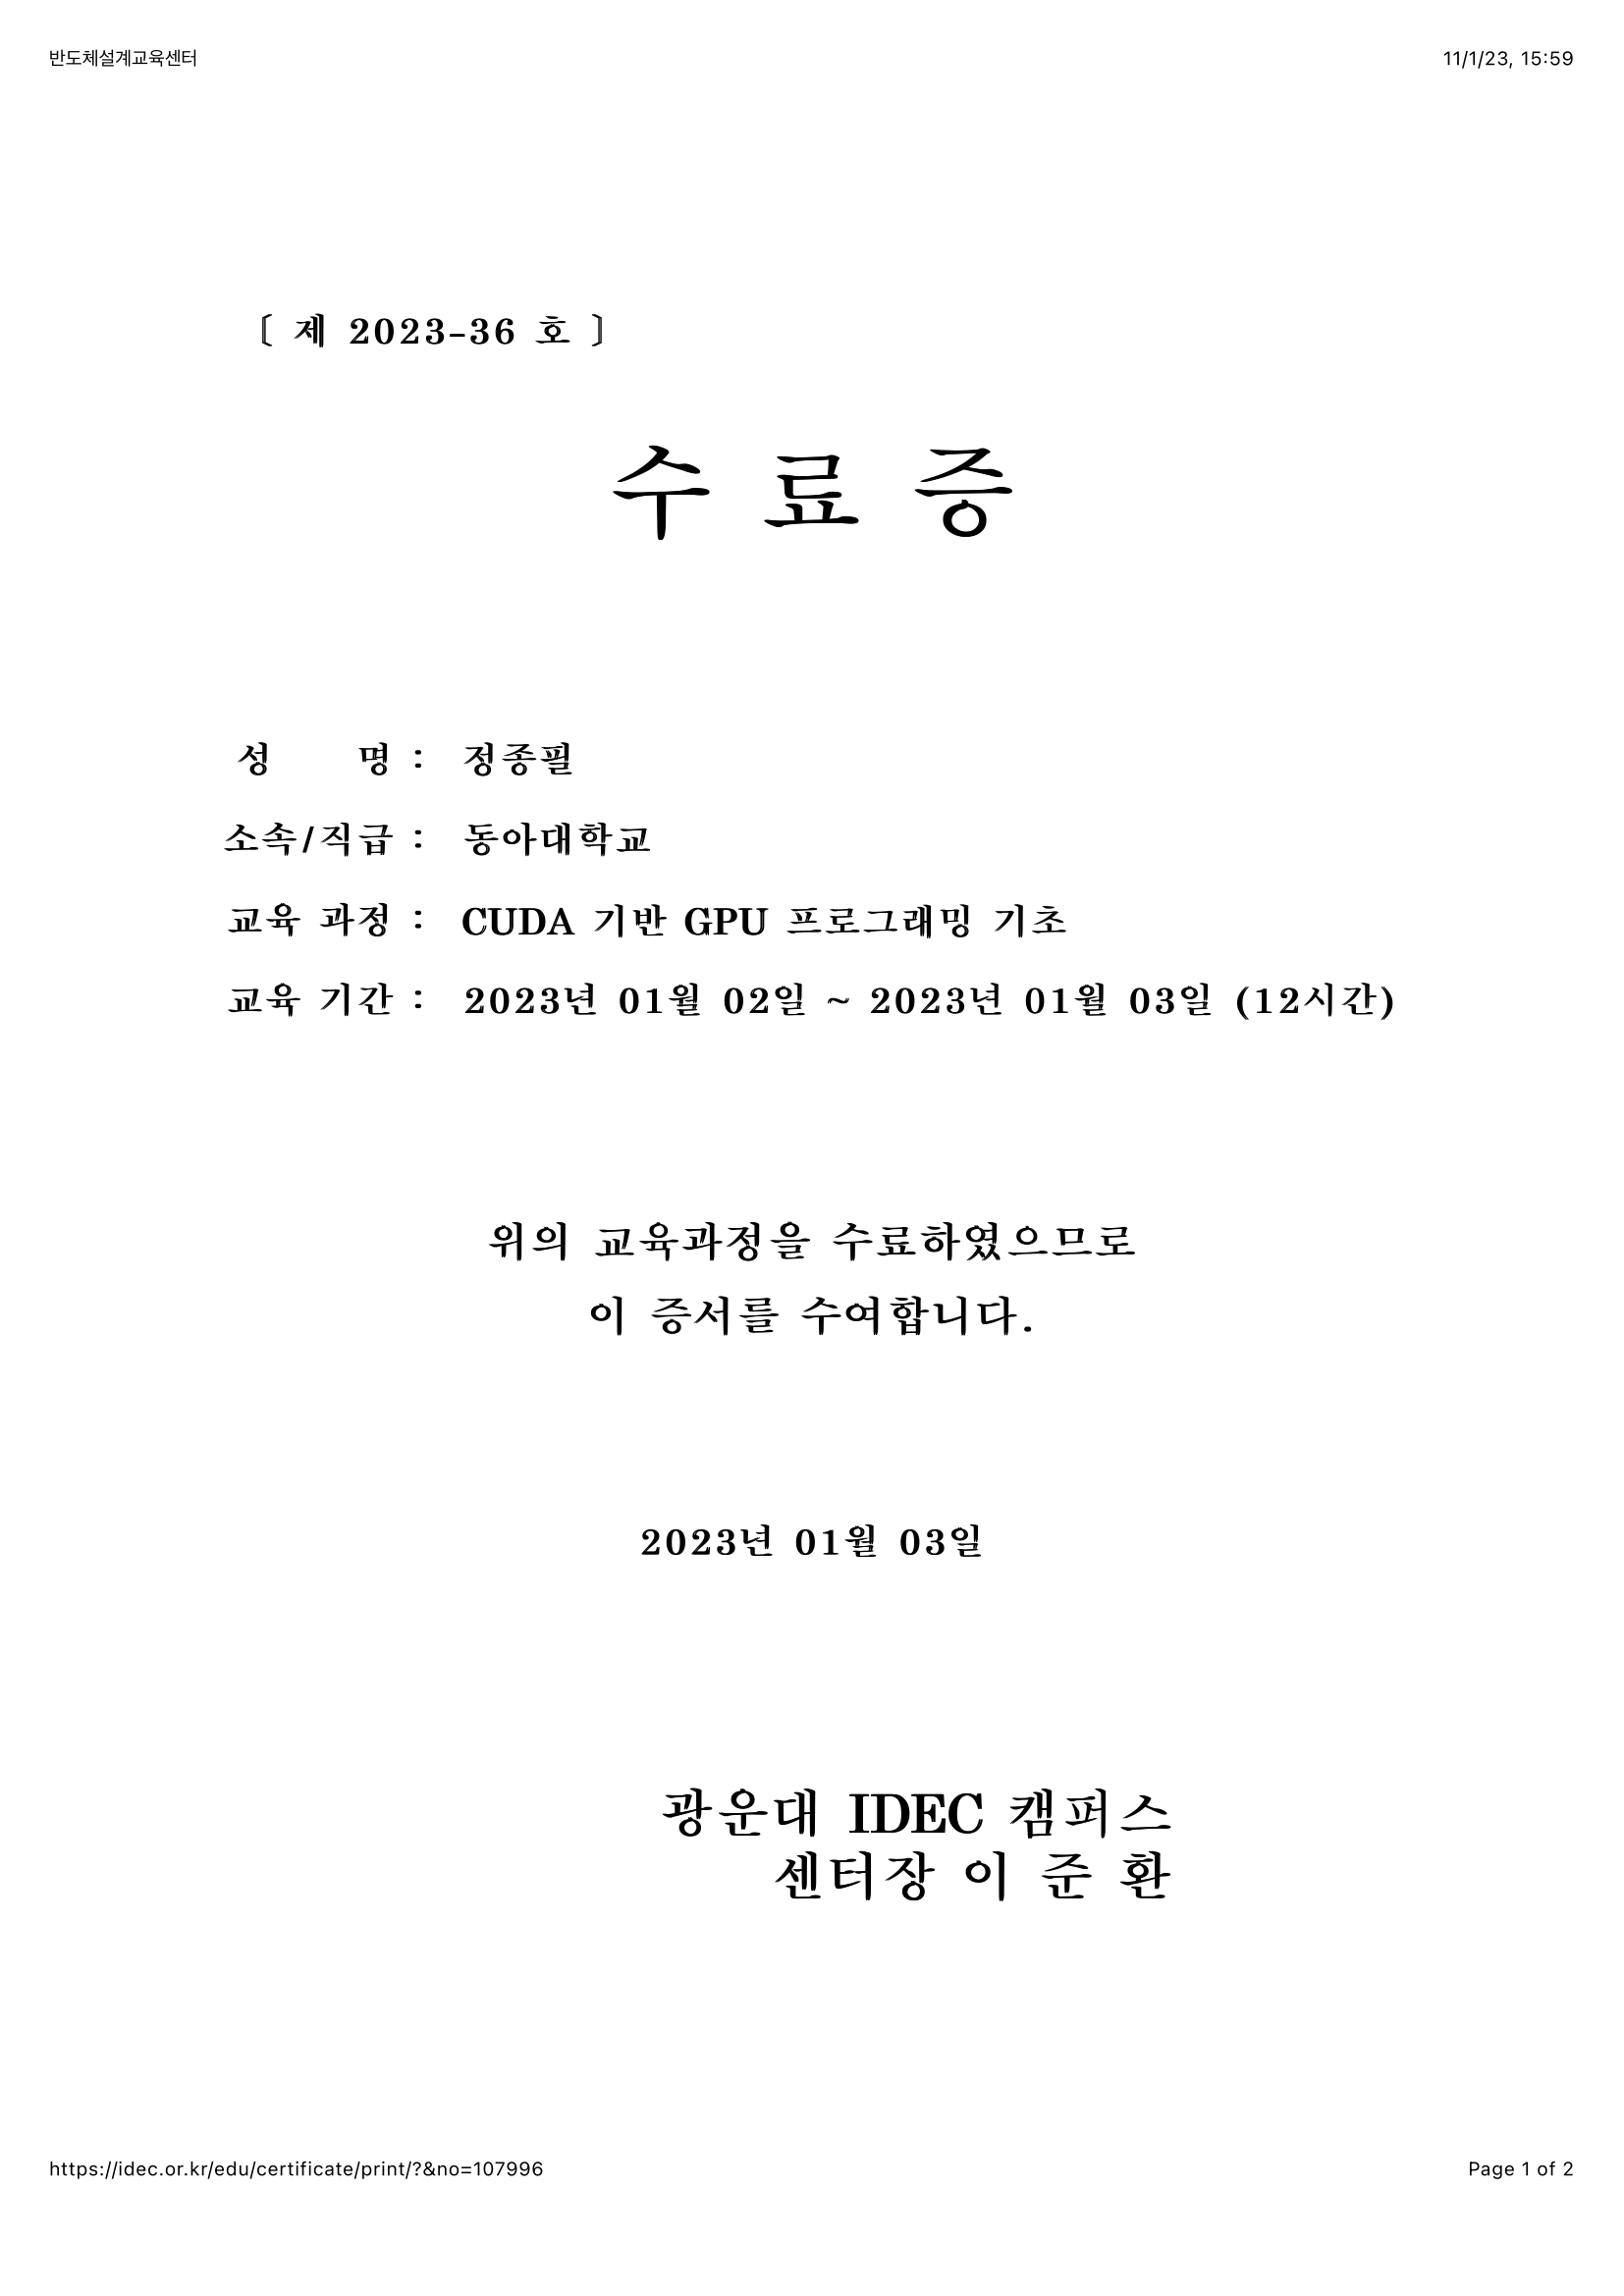 반도체설계교육센터 11/1/23, 15:59
〔 제 2023-36 호 〕
수 료 증
성 명 : 정종필
소속/직급 : 동아대학교
교육 과정 : CUDA 기반 GPU 프로그래밍 기초
교육 기간 : 2023년 01월 02일 ~ 2023년 01월 03일 (12시간)
위의 교육과정을 수료하였으므로
이 증서를 수여합니다.
2023년 01월 03일
광운대 IDEC 캠퍼스
센터장 이 준 환
https://idec.or.kr/edu/certificate/print/?&no=107996 Page 1 of 2